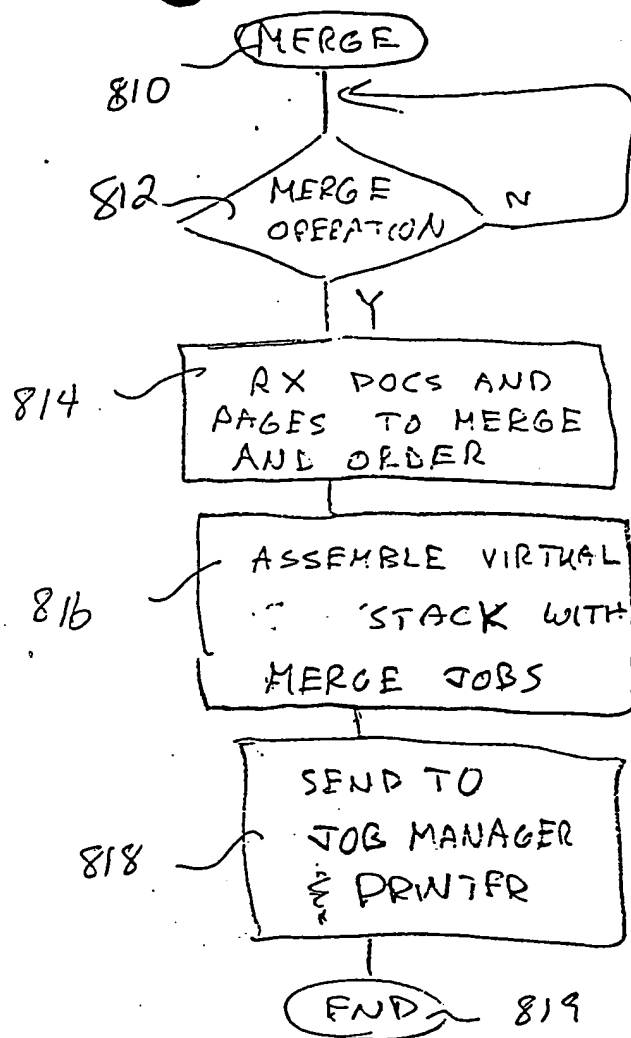 MERGE
810
812
MERGE
OPERATION
N
Y
814
RX DOCS AND
PAGES TO MERGE
AND ORDER
816
ASSEMBLE VIRTUAL
STACK WITH
MERGE JOBS
818
SEND TO
JOB MANAGER
& PRINTER
END
819